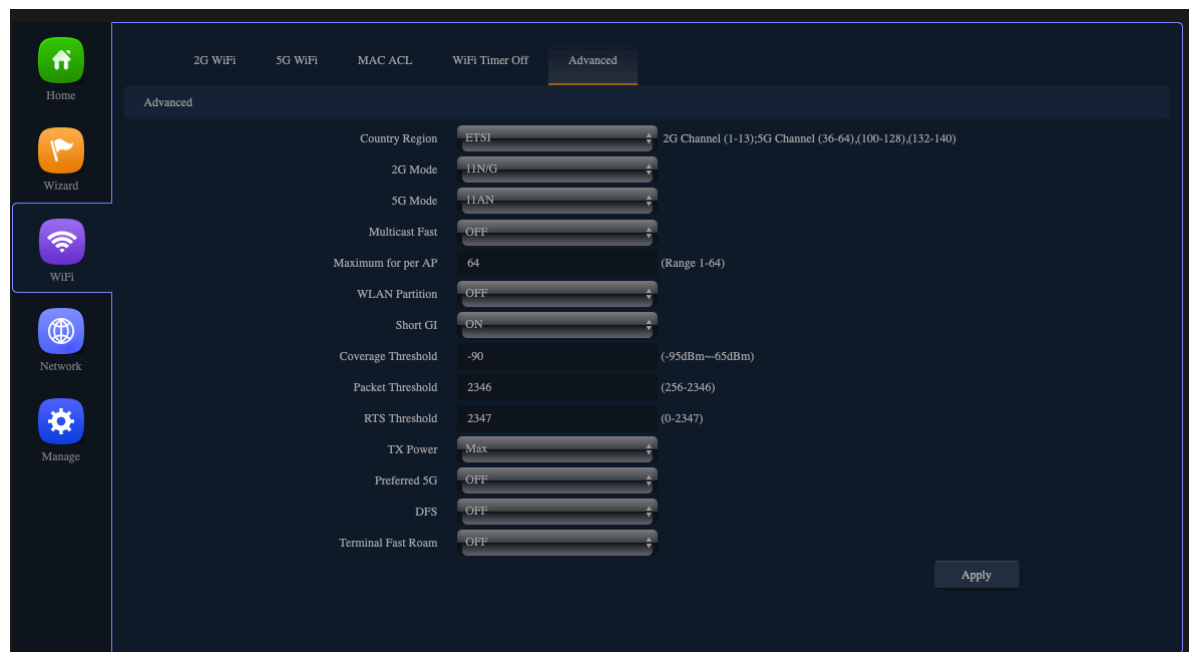 2G WiFi 5G WiFi MAC ACL WiFi Timer Off Advanced
Home
Advanced
Country Region ETSI 2G Channel (1-13);5G Channel (36-64),(100-128),(132-140)
2G Mode 11N/G
Wizard
5G Mode 11AN
Multicast Fast OFF
Maximum for per AP 64 (Range 1-64)
WiFi
WLAN Partition OFF
Short GI ON
Coverage Threshold -90 (-95dBm~-65dBm)
Network
Packet Threshold 2346 (256-2346)
RTS Threshold 2347 (0-2347)
TX Power Max
Manage
Preferred 5G OFF
DFS OFF
Terminal Fast Roam OFF
Apply